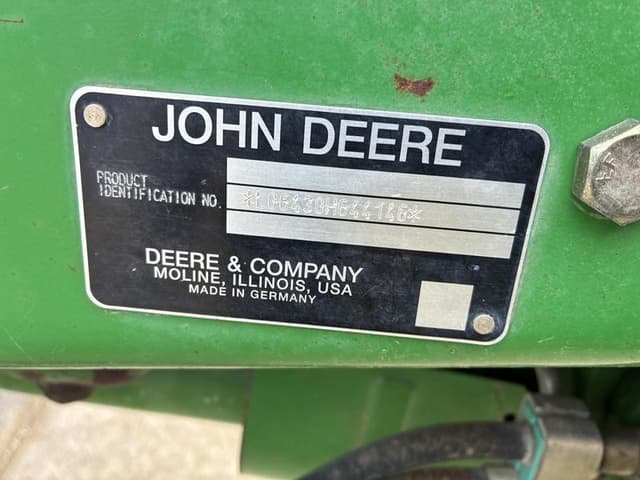 JOHN DEERE
PRODUCT
IDENTIFICATION NO.
DEERE & COMPANY
MOLINE, ILLINOIS, USA
MADE IN GERMANY